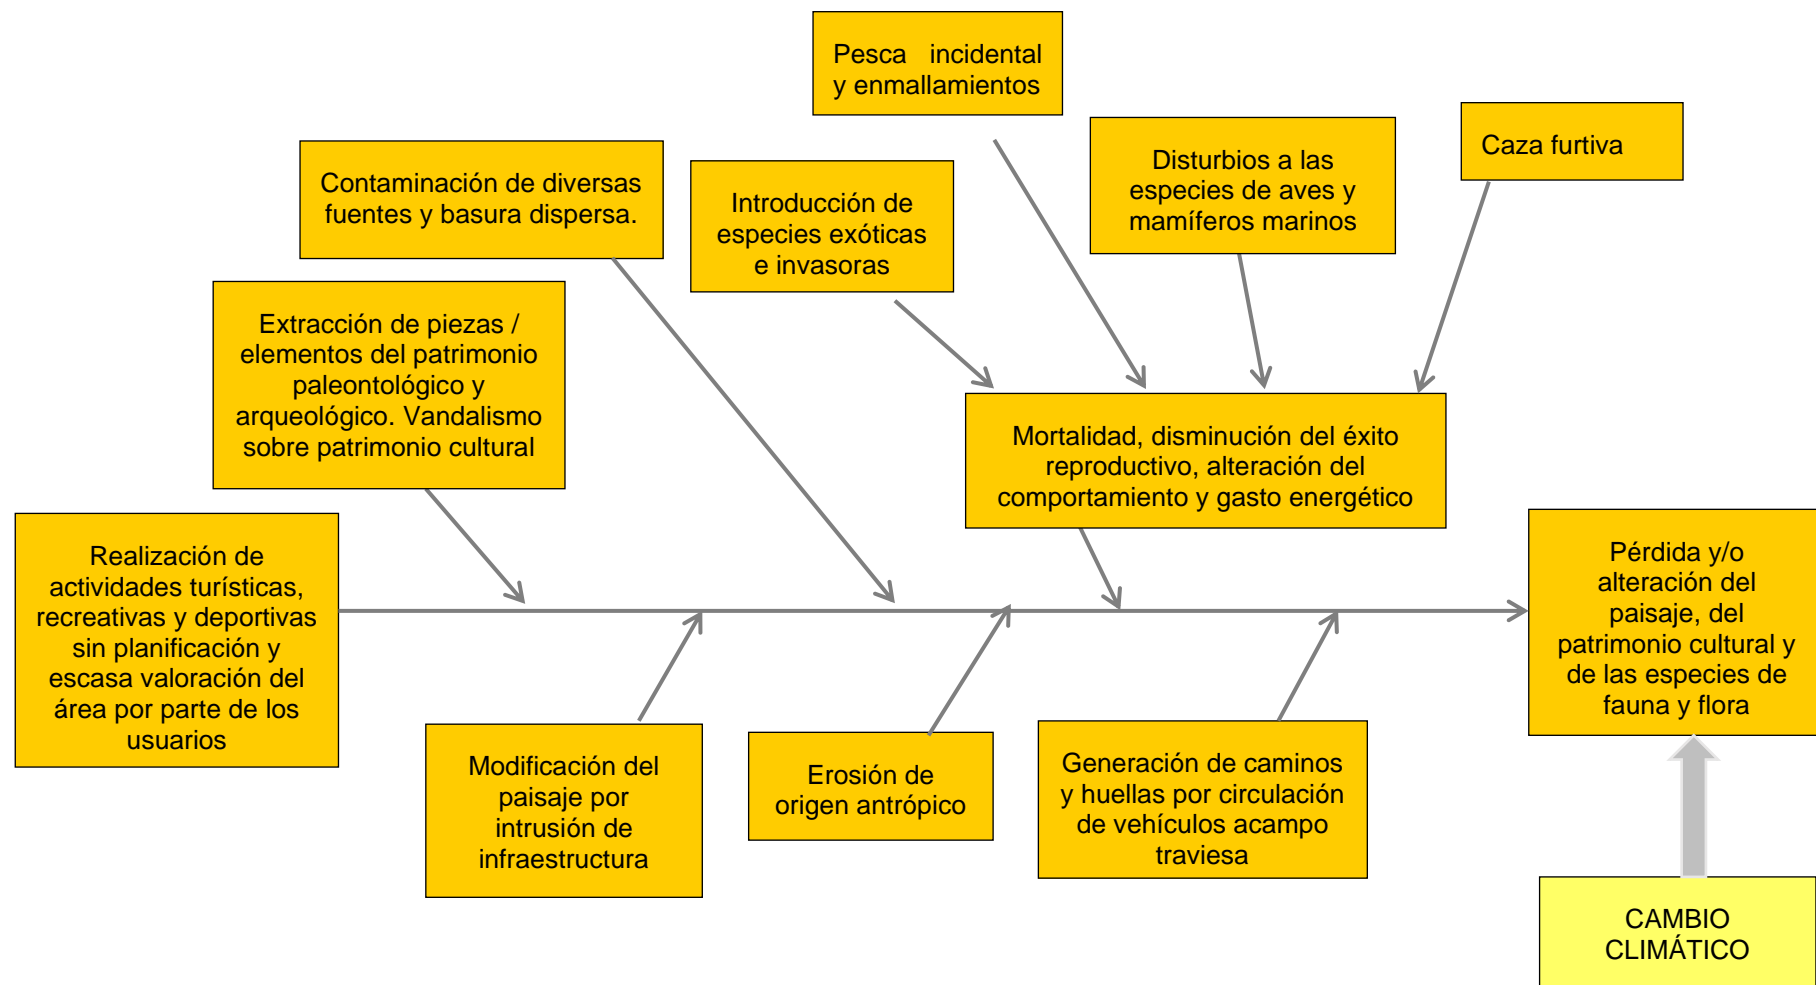 Pesca incidental
y enmallamientos
Disturbios a las
especies de aves y
mamíferos marinos
Caza furtiva
Contaminación de diversas
fuentes y basura dispersa.
Introducción de
especies exóticas
e invasoras
Extracción de piezas /
elementos del patrimonio
paleontológico y
arqueológico. Vandalismo
sobre patrimonio cultural
Mortalidad, disminución del éxito
reproductivo, alteración del
comportamiento y gasto energético
Realización de
actividades turísticas,
recreativas y deportivas
sin planificación y
escasa valoración del
área por parte de los
usuarios
Pérdida y/o
alteración del
paisaje, del
patrimonio cultural y
de las especies de
fauna y flora
Modificación del
paisaje por
intrusión de
infraestructura
Erosión de
origen antrópico
Generación de caminos
y huellas por circulación
de vehículos acampo
traviesa
CAMBIO
CLIMÁTICO